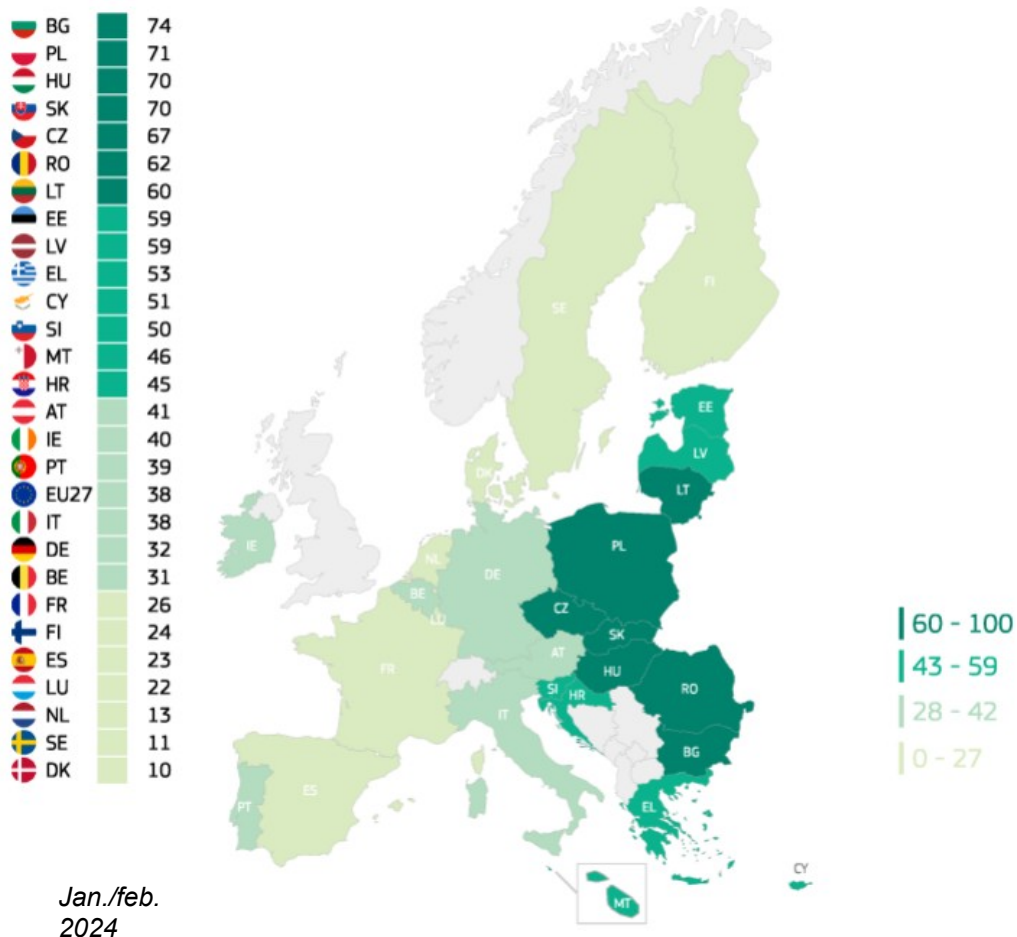 BG 74
PL 71
HU 70
SK 70
CZ 67
RO 62
LT 60
EE 59
LV 59
EL 53
CY 51
SI 50
MT 46
HR 45
AT 41
IE 40
PT 39
EU27 38
IT 38
DE 32
BE 31
FR 26
FI 24
ES 23
LU 22
NL 13
SE 11
DK 10
Jan./feb.
2024
FI
SE
EE
LV
LT
DK
IE
NL
BE
LU
DE
PL
CZ
SK
AT
HU
FR
SI
HR
RO
IT
BG
PT
ES
EL
CY
MT
60 - 100
43 - 59
28 - 42
0 - 27